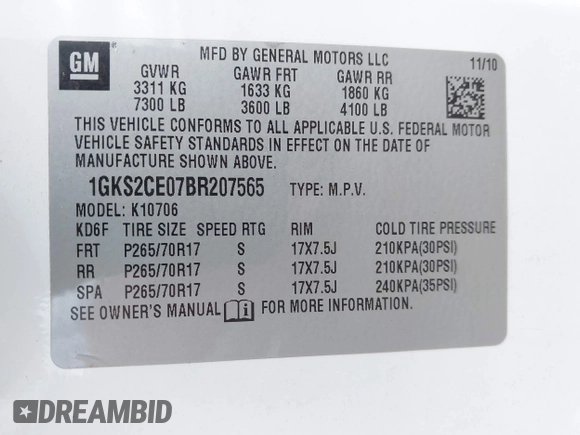 GM
MFD BY GENERAL MOTORS LLC
11/10
GVWR GAWR FRT GAWR RR
3311 KG 1633 KG 1860 KG
7300 LB 3600 LB 4100 LB
THIS VEHICLE CONFORMS TO ALL APPLICABLE U.S. FEDERAL MOTOR
VEHICLE SAFETY STANDARDS IN EFFECT ON THE DATE OF
MANUFACTURE SHOWN ABOVE.
1GKS2CE07BR207565 TYPE: M.P.V.
MODEL: K10706
KD6F TIRE SIZE SPEED RTG RIM COLD TIRE PRESSURE
FRT P265/70R17 S 17X7.5J 210KPA(30PSI)
RR P265/70R17 S 17X7.5J 210KPA(30PSI)
SPA P265/70R17 S 17X7.5J 240KPA(35PSI)
SEE OWNER'S MANUAL FOR MORE INFORMATION.
DREAMBID